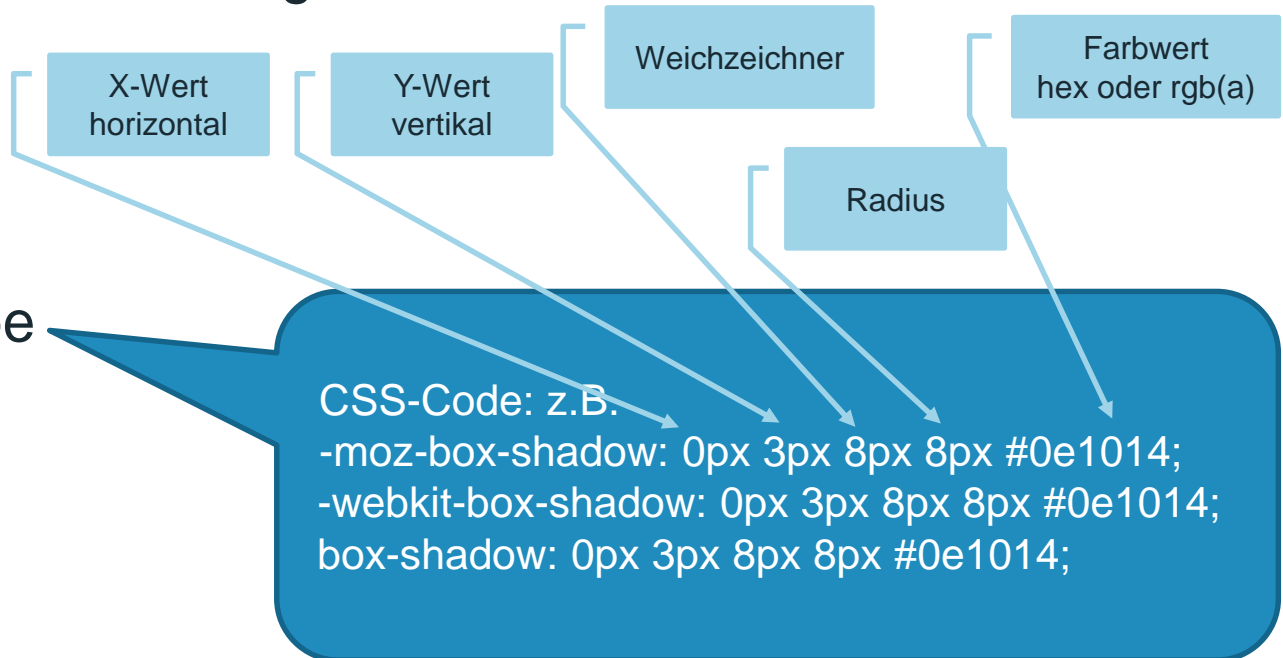 X-Wert
horizontal
Y-Wert
vertikal
Weichzeichner
Farbwert
hex oder rgb(a)
Radius
CSS-Code: z.B.
-moz-box-shadow: 0px 3px 8px 8px #0e1014;
-webkit-box-shadow: 0px 3px 8px 8px #0e1014;
box-shadow: 0px 3px 8px 8px #0e1014;